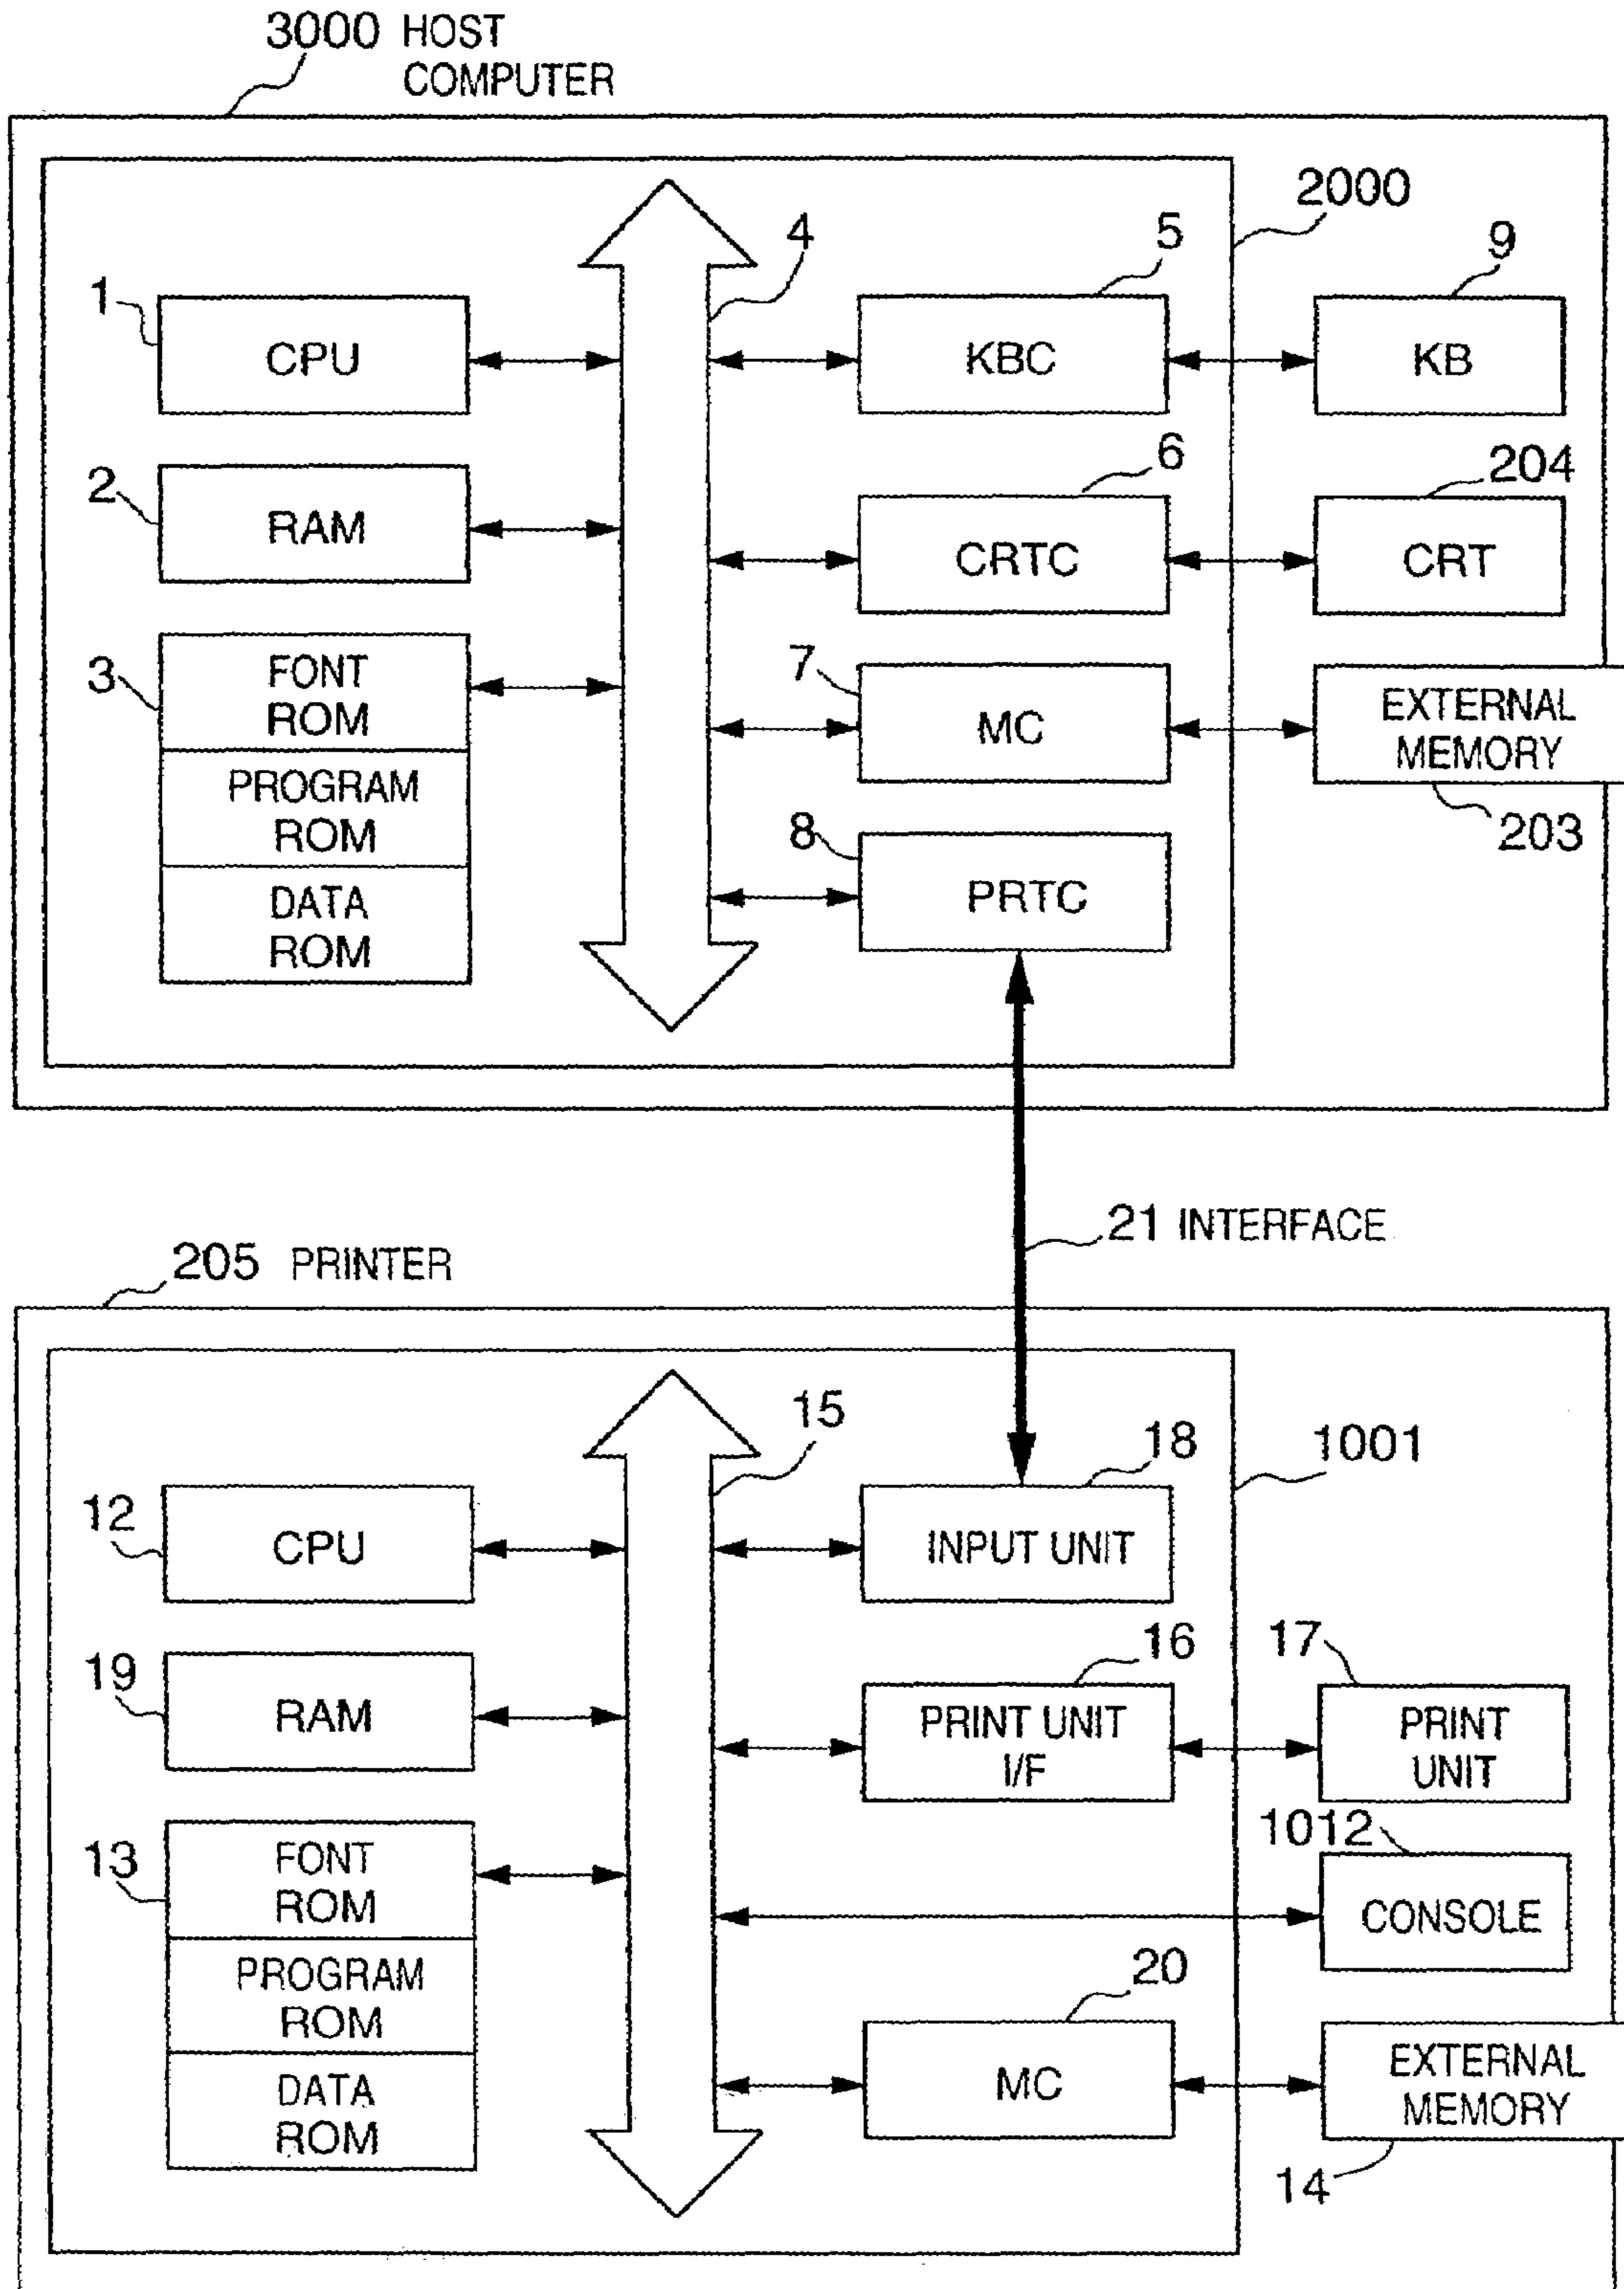 3000 HOST
COMPUTER
2000
4
5
9
1
CPU
KBC
KB
2
RAM
6
204
CRTC
CRT
3
FONT
ROM
PROGRAM
ROM
DATA
ROM
7
MC
EXTERNAL
MEMORY
203
8
PRTC
21 INTERFACE
205 PRINTER
15
18
1001
12
CPU
INPUT UNIT
19
RAM
16
17
PRINT UNIT
I/F
PRINT
UNIT
1012
CONSOLE
13
FONT
ROM
PROGRAM
ROM
DATA
ROM
20
MC
EXTERNAL
MEMORY
14